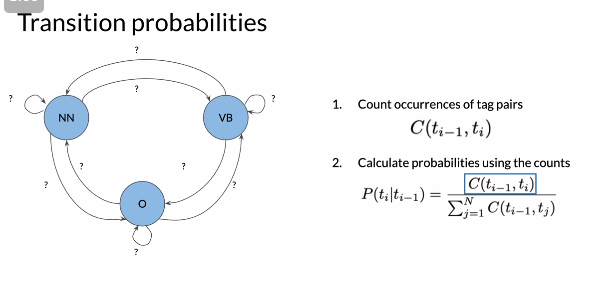 Transition probabilities
?
?
?
?
NN
VB
1. Count occurrences of tag pairs
C(t_{i-1}, t_i)
?
?
2. Calculate probabilities using the counts
?
?
P(t_i|t_{i-1}) = \frac{C(t_{i-1}, t_i)}{\sum_{j=1}^{N} C(t_{i-1}, t_j)}
O
?